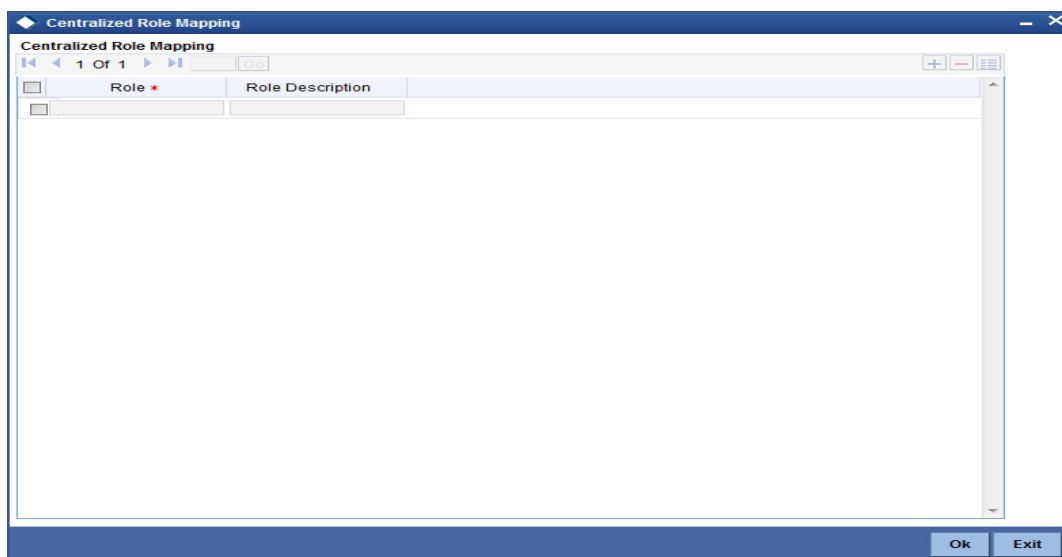 Centralized Role Mapping
Centralized Role Mapping
1 Of 1 Go
Role * Role Description
Ok Exit